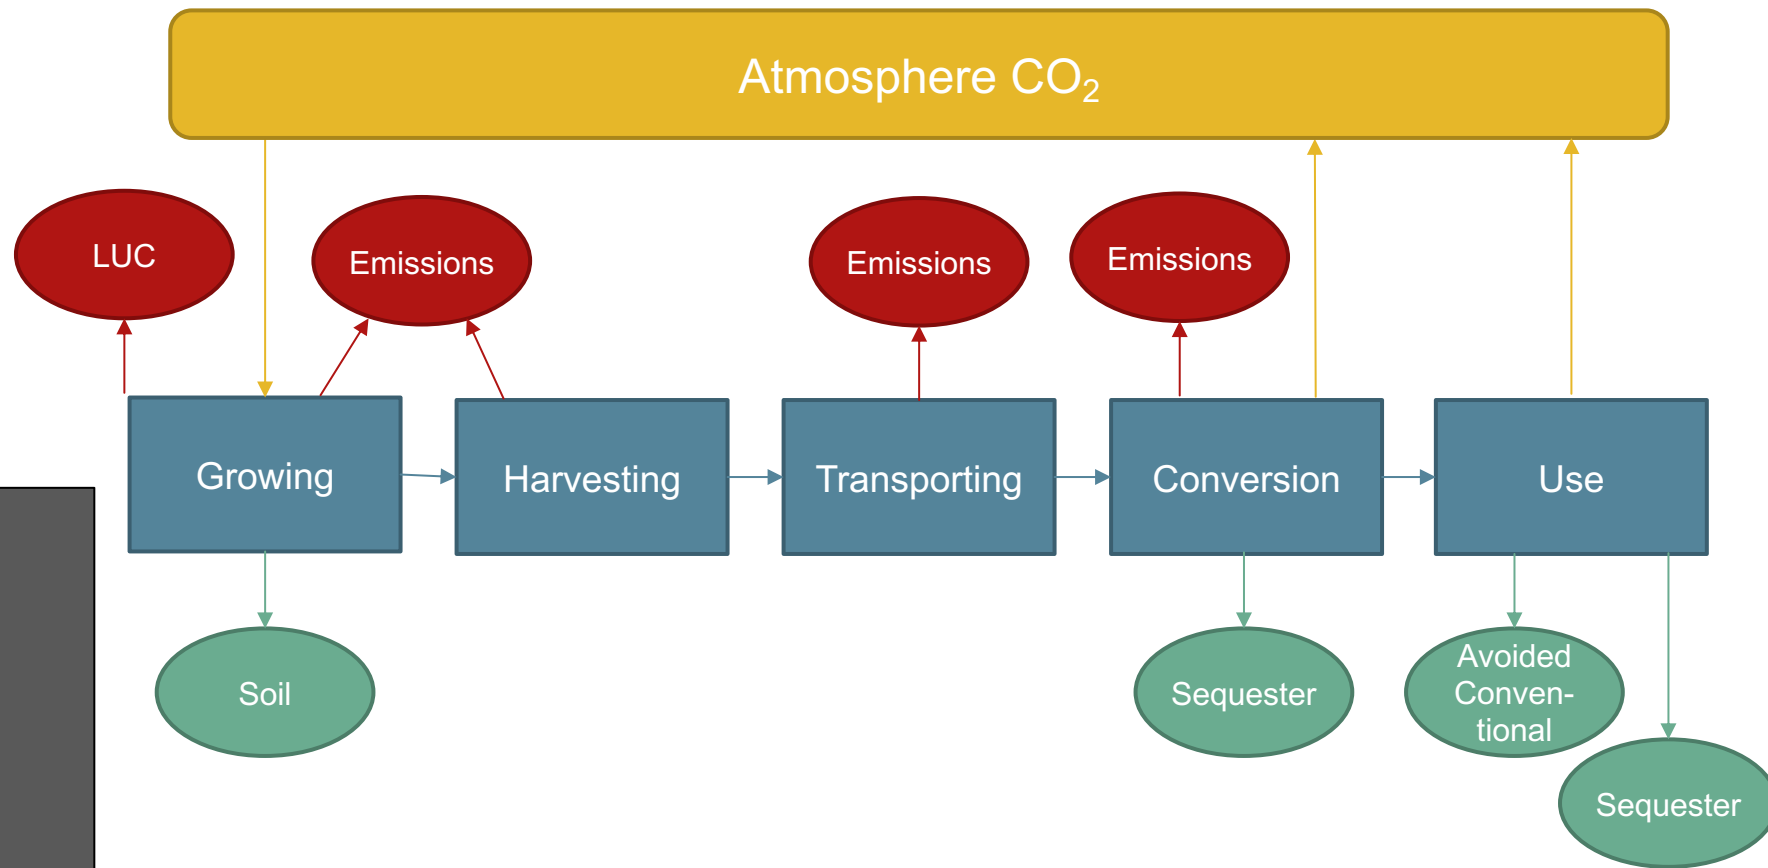 Atmosphere CO₂
LUC
Emissions
Emissions
Emissions
Growing
Harvesting
Transporting
Conversion
Use
Soil
Sequester
Avoided
Conven-
tional
Sequester